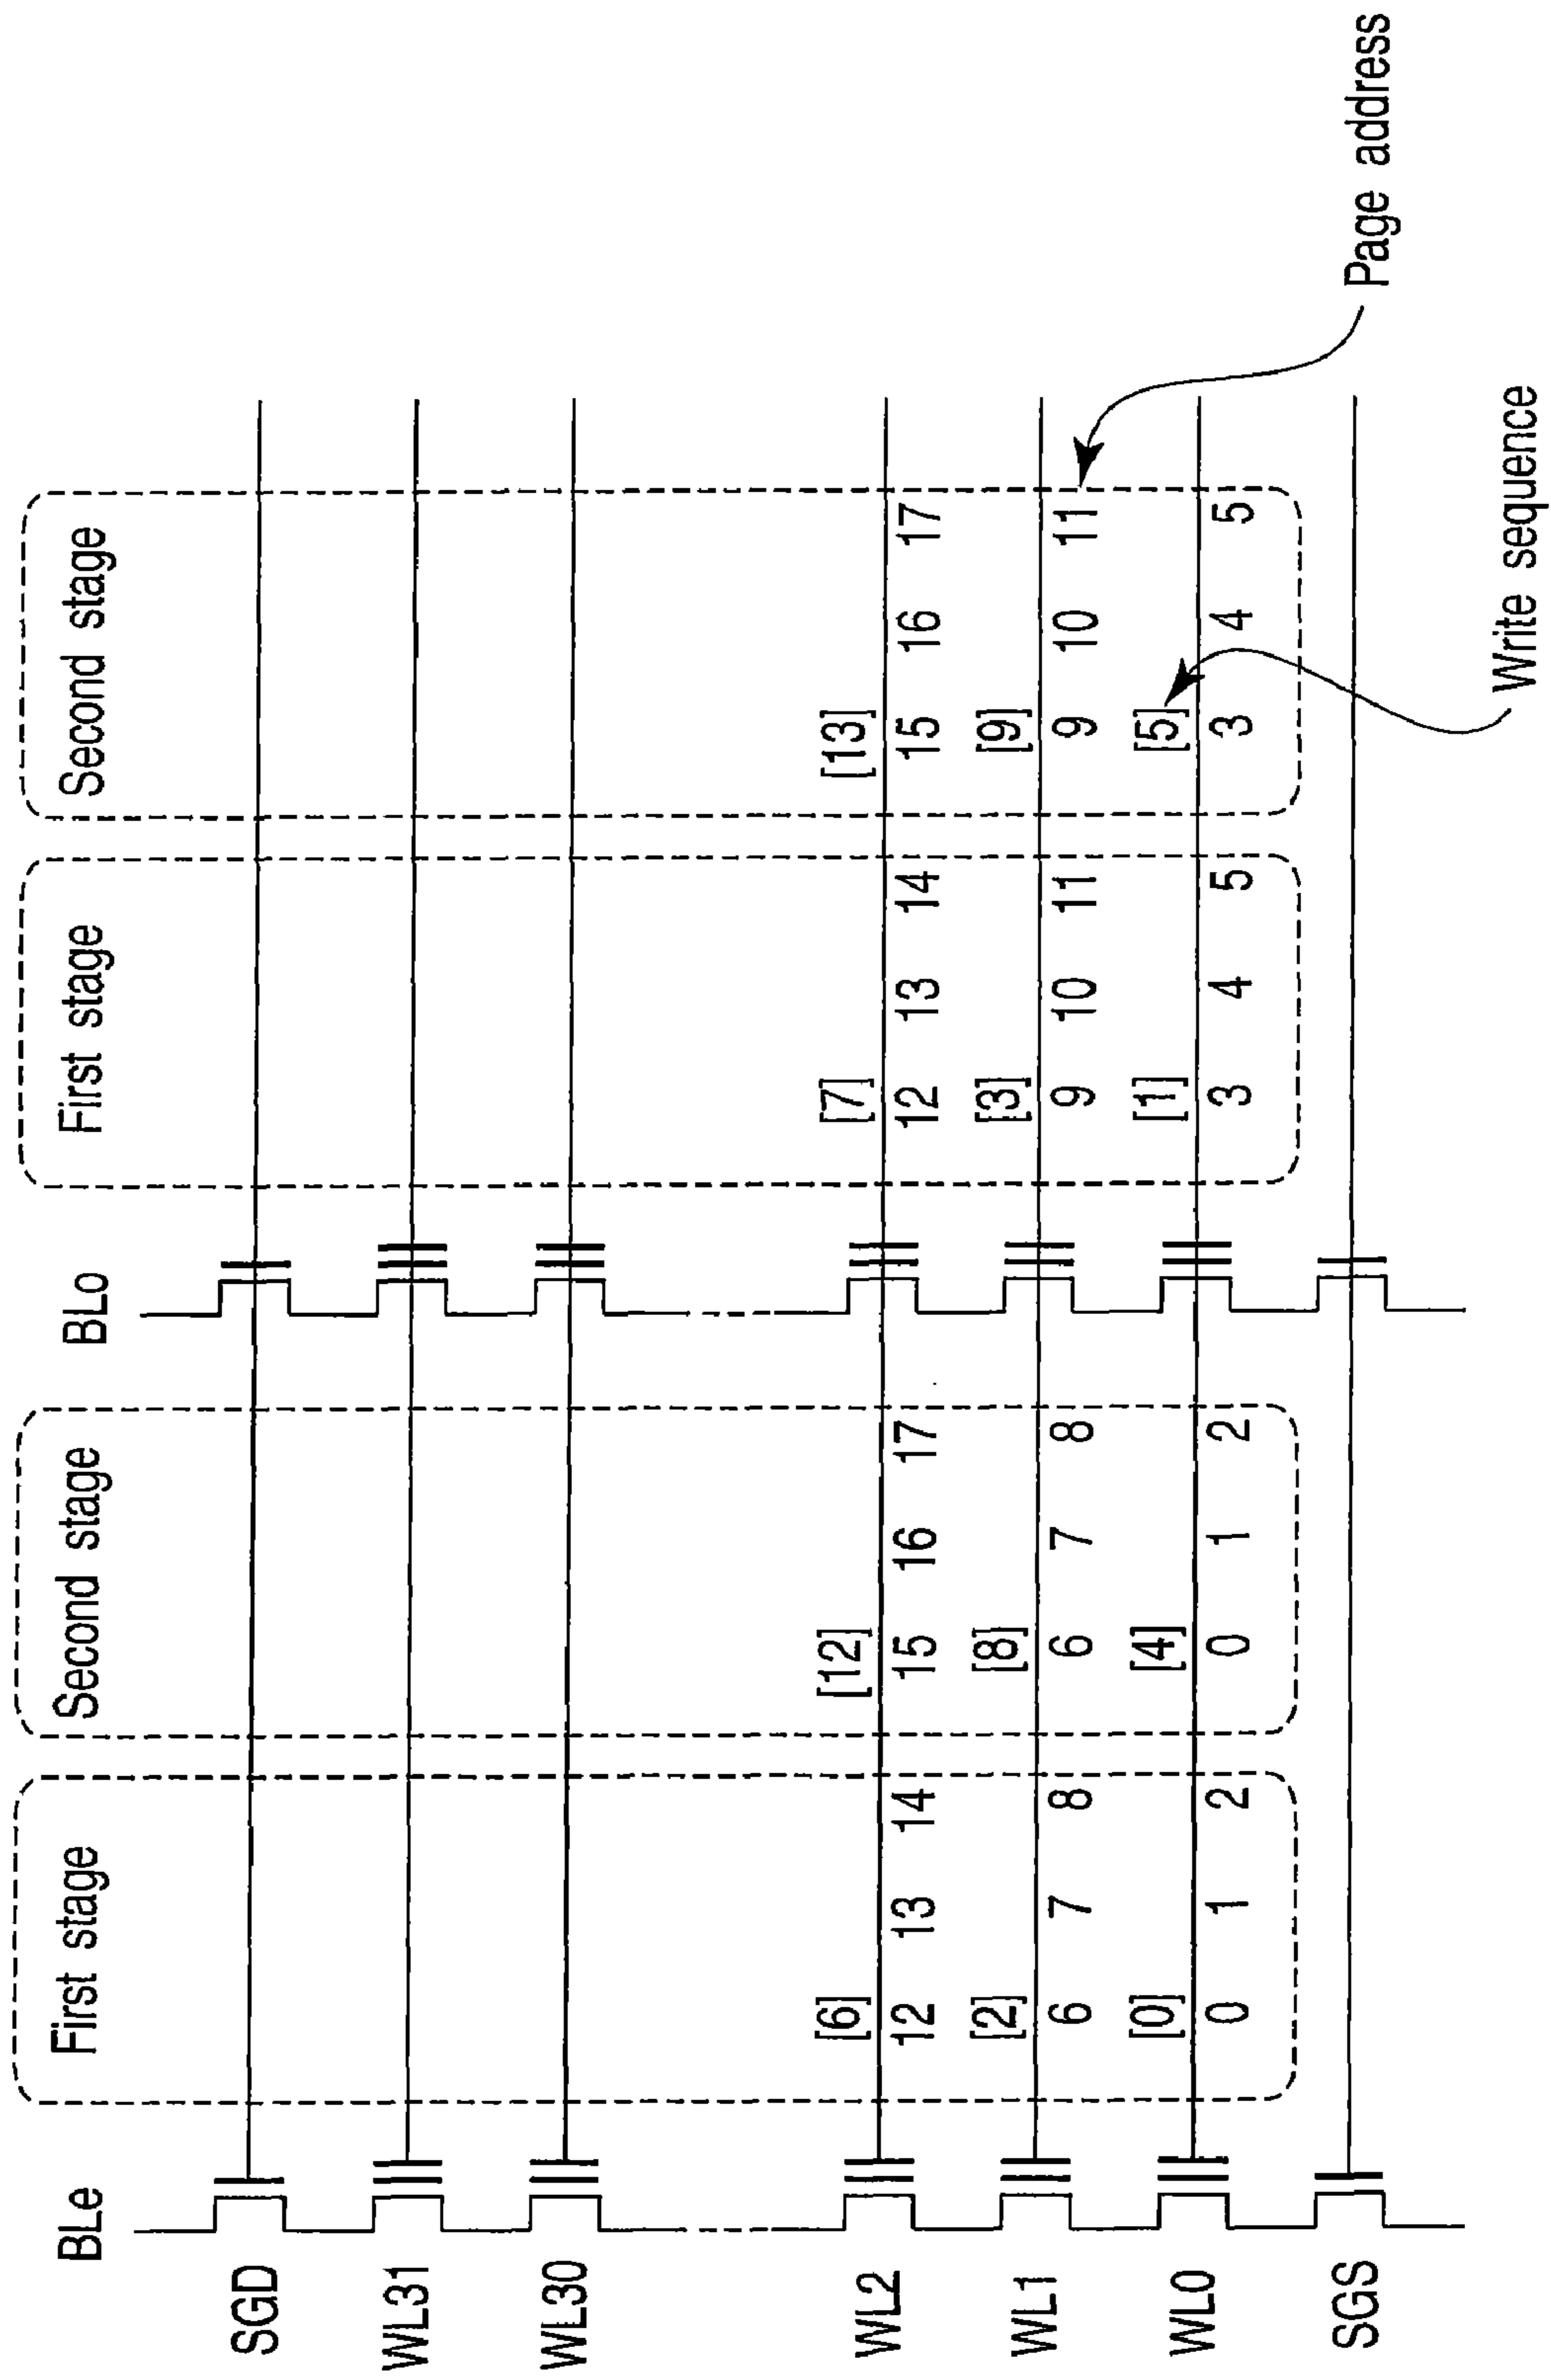 BLe BLo
First stage Second stage First stage Second stage
SGD
WL31
WL30
[6] [12] [7] [13]
WL2 12 13 14 15 16 17 12 13 14 15 16 17
[2] [8] [3] [9]
WL1 6 7 8 6 7 8 9 10 11 9 10 11
[0] [4] [1] [5]
WL0 0 1 2 0 1 2 3 4 5 3 4 5
SGS
Page address
Write sequence